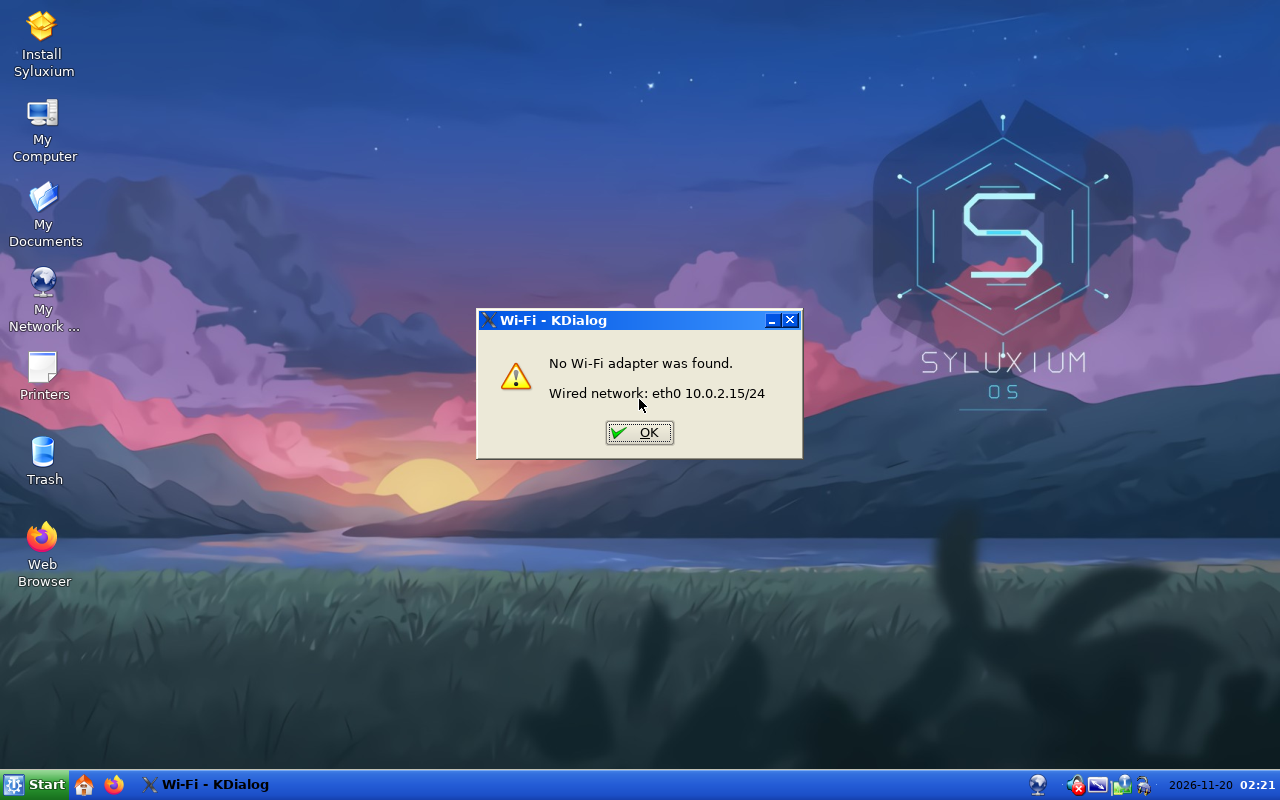 Install
Syluxium
My
Computer
My
Documents
My
Network ...
Printers
Trash
Web
Browser
SYLUXIUM
OS
Wi-Fi - KDialog
No Wi-Fi adapter was found.
Wired network: eth0 10.0.2.15/24
OK
Start
Wi-Fi - KDialog
2026-11-20
02:21